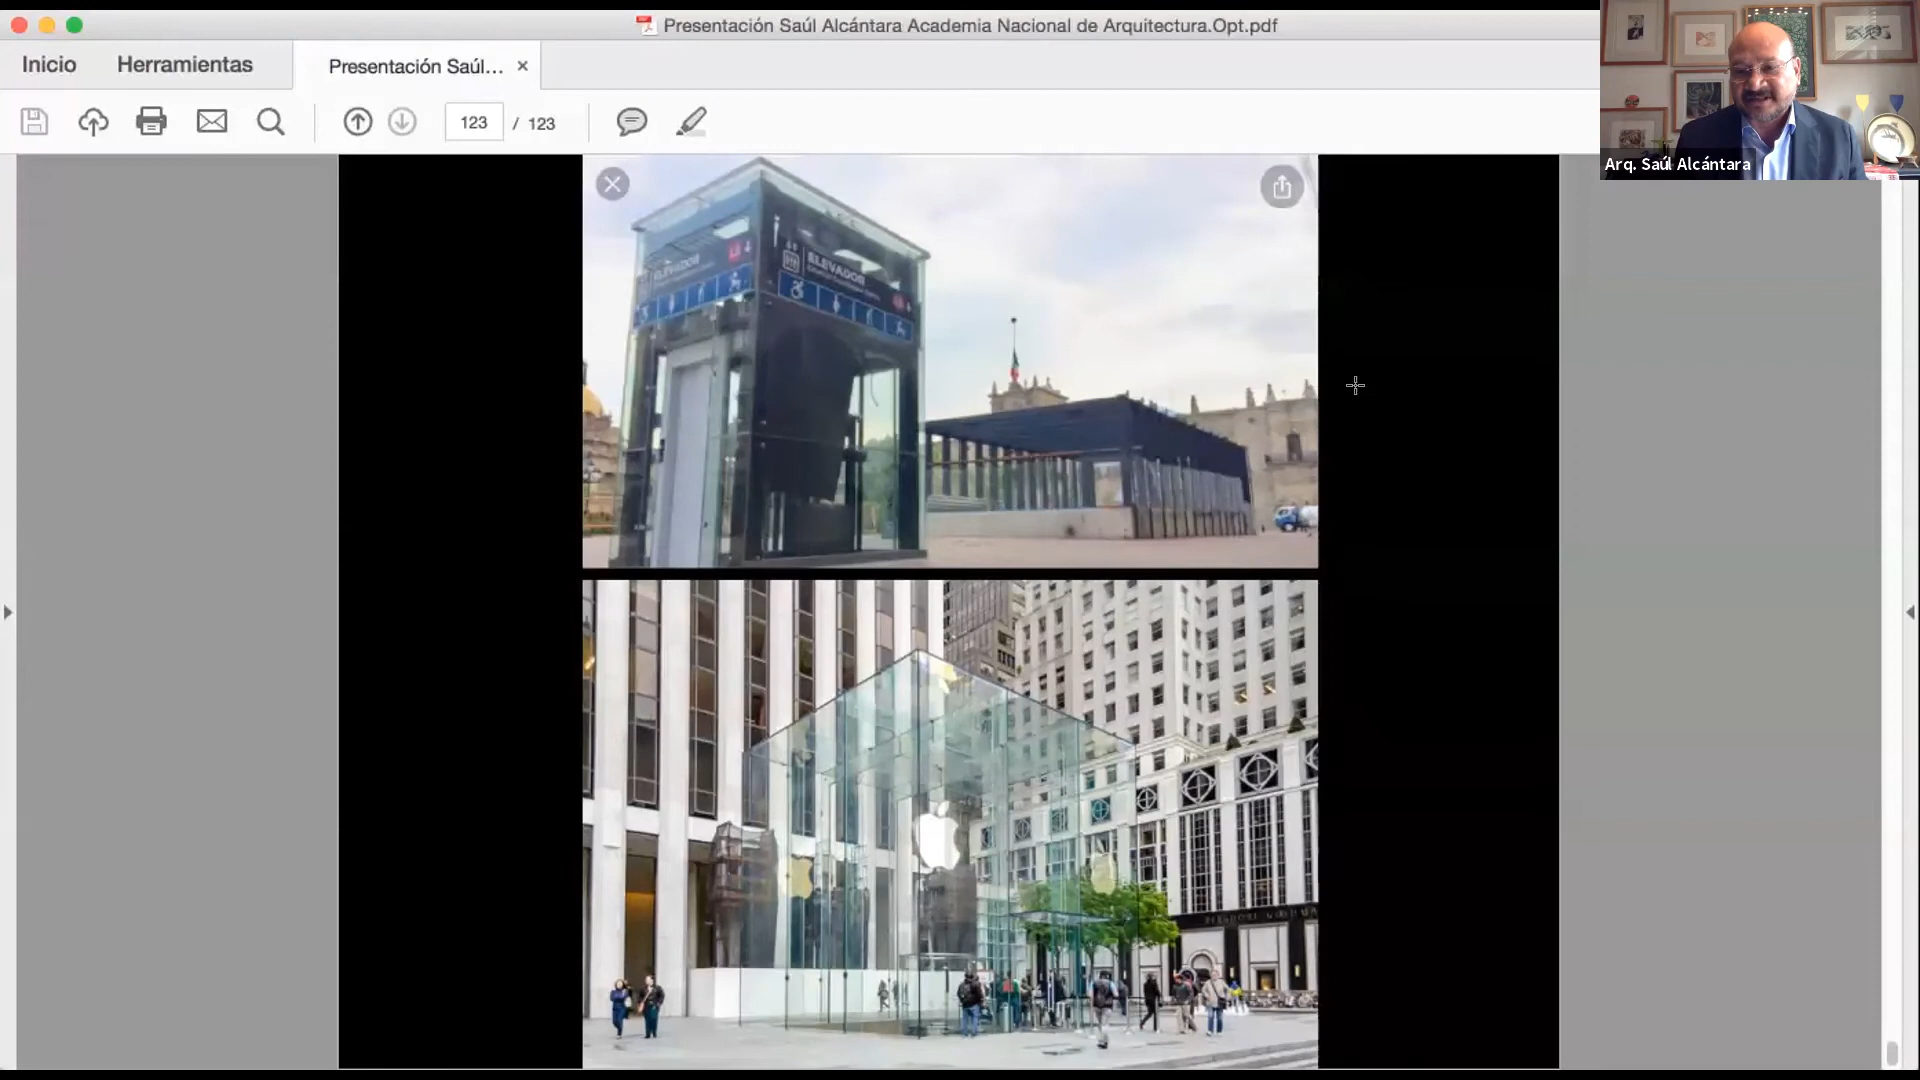 Presentación Saúl Alcántara Academia Nacional de Arquitectura.Opt.pdf
Inicio
Herramientas
Presentación Saúl...
123 / 123
Arq. Saúl Alcántara
ELEVADOR
ELEVADOR